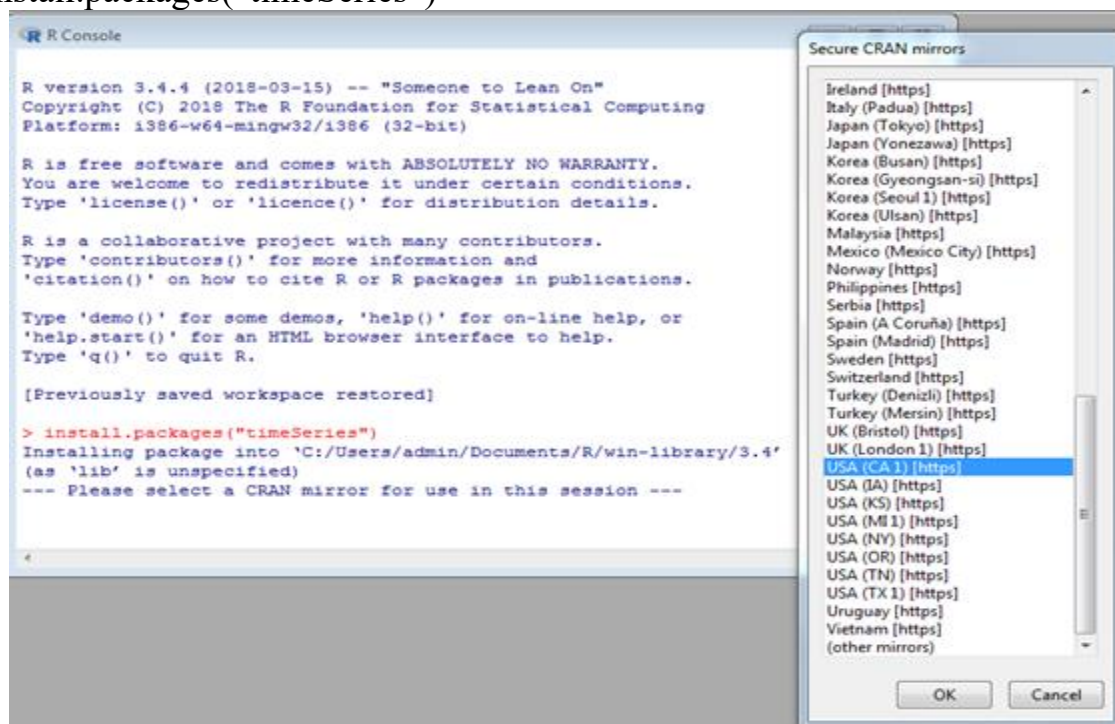 install.packages("timeSeries")
R Console
R version 3.4.4 (2018-03-15) -- "Someone to Lean On"
Copyright (C) 2018 The R Foundation for Statistical Computing
Platform: i386-w64-mingw32/i386 (32-bit)
R is free software and comes with ABSOLUTELY NO WARRANTY.
You are welcome to redistribute it under certain conditions.
Type 'license()' or 'licence()' for distribution details.
R is a collaborative project with many contributors.
Type 'contributors()' for more information and
'citation()' on how to cite R or R packages in publications.
Type 'demo()' for some demos, 'help()' for on-line help, or
'help.start()' for an HTML browser interface to help.
Type 'q()' to quit R.
[Previously saved workspace restored]
> install.packages("timeSeries")
Installing package into ‘C:/Users/admin/Documents/R/win-library/3.4’
(as ‘lib’ is unspecified)
--- Please select a CRAN mirror for use in this session ---
Secure CRAN mirrors
Ireland [https]
Italy (Padua) [https]
Japan (Tokyo) [https]
Japan (Yonezawa) [https]
Korea (Busan) [https]
Korea (Gyeongsan-si) [https]
Korea (Seoul 1) [https]
Korea (Ulsan) [https]
Malaysia [https]
Mexico (Mexico City) [https]
Norway [https]
Philippines [https]
Serbia [https]
Spain (A Coruña) [https]
Spain (Madrid) [https]
Sweden [https]
Switzerland [https]
Turkey (Denizli) [https]
Turkey (Mersin) [https]
UK (Bristol) [https]
UK (London 1) [https]
USA (CA 1) [https]
USA (IA) [https]
USA (KS) [https]
USA (MI 1) [https]
USA (NY) [https]
USA (OR) [https]
USA (TN) [https]
USA (TX 1) [https]
Uruguay [https]
Vietnam [https]
(other mirrors)
OK
Cancel